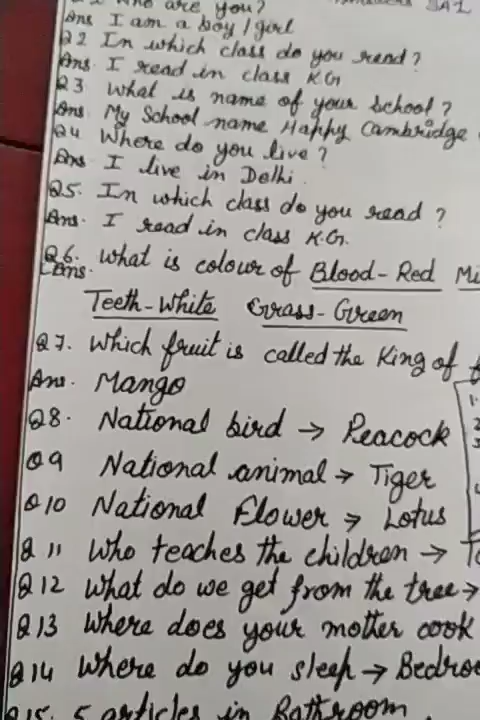 who are you?
SA1
Ans I am a boy / girl
Q2 In which class do you read?
Ans. I read in class K.G
Q3 What is name of your School?
Ans. My School name Happy Cambridge
Q4 Where do you live?
Ans I live in Delhi.
Q5. In which class do you read?
Ans. I read in class K.G.
Q6. What is colour of Blood-Red
Ans.
Teeth-White Grass-Green
Q7. Which fruit is called the King of
Ans. Mango
Q8. National bird → Peacock
Q9 National animal → Tiger
Q10 National Flower → Lotus
Q11 Who teaches the children →
Q12 What do we get from the tree →
Q13 Where does your mother cook
Q14 Where do you sleep →
Q15. 5 articles in Bathroom.